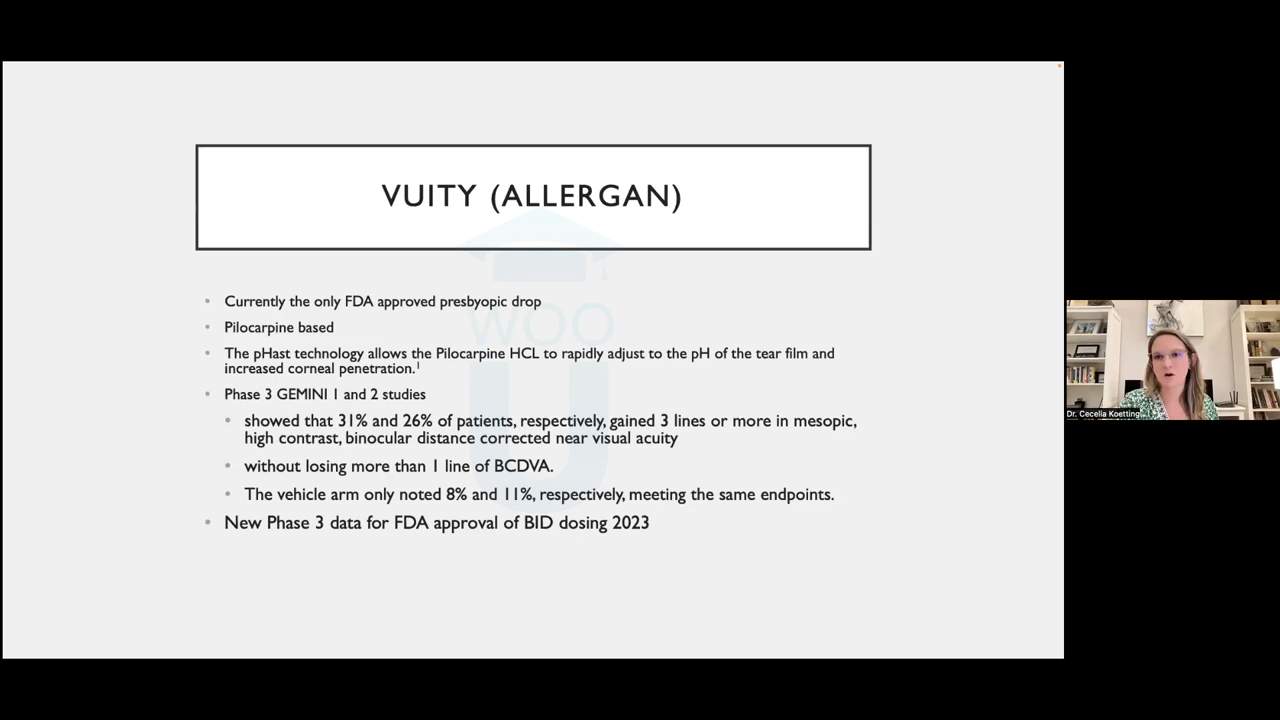 VUITY (ALLERGAN)
WOO
U
• Currently the only FDA approved presbyopic drop
• Pilocarpine based
• The pHast technology allows the Pilocarpine HCL to rapidly adjust to the pH of the tear film and
increased corneal penetration.¹
• Phase 3 GEMINI 1 and 2 studies
• showed that 31% and 26% of patients, respectively, gained 3 lines or more in mesopic,
high contrast, binocular distance corrected near visual acuity
• without losing more than 1 line of BCDVA.
• The vehicle arm only noted 8% and 11%, respectively, meeting the same endpoints.
• New Phase 3 data for FDA approval of BID dosing 2023
Dr. Cecelia Koetting